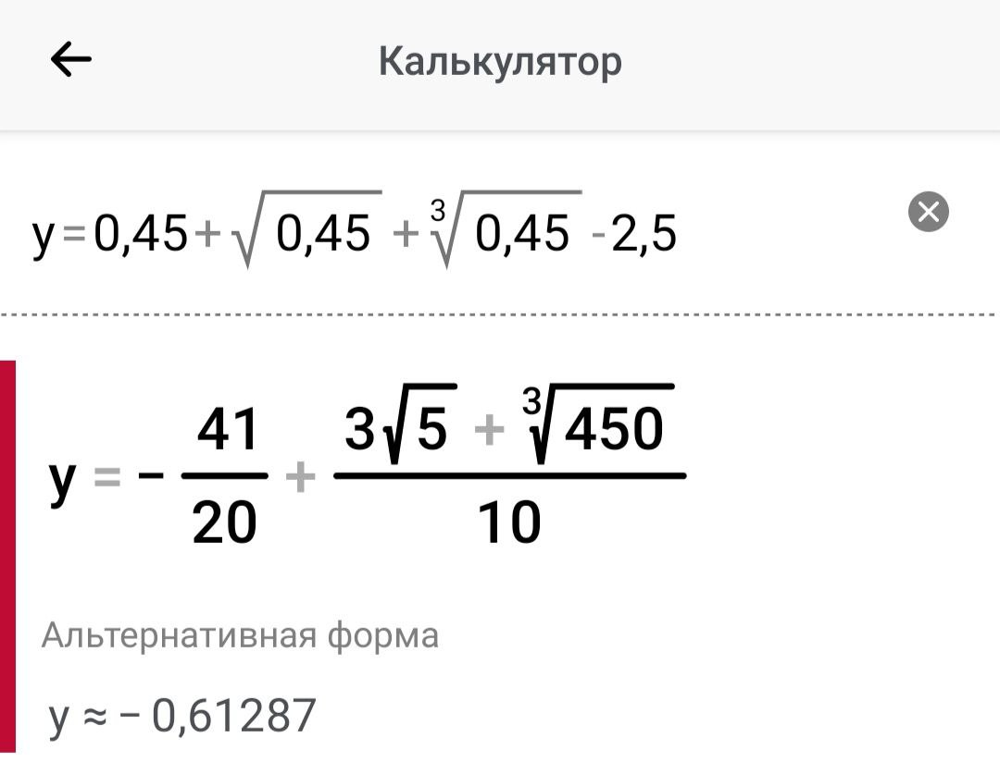 Калькулятор
y=0,45+√0,45 +∛0,45 -2,5
y = - 41/20 + (3√5 + ∛450)/10
Альтернативная форма
y ≈ - 0,61287